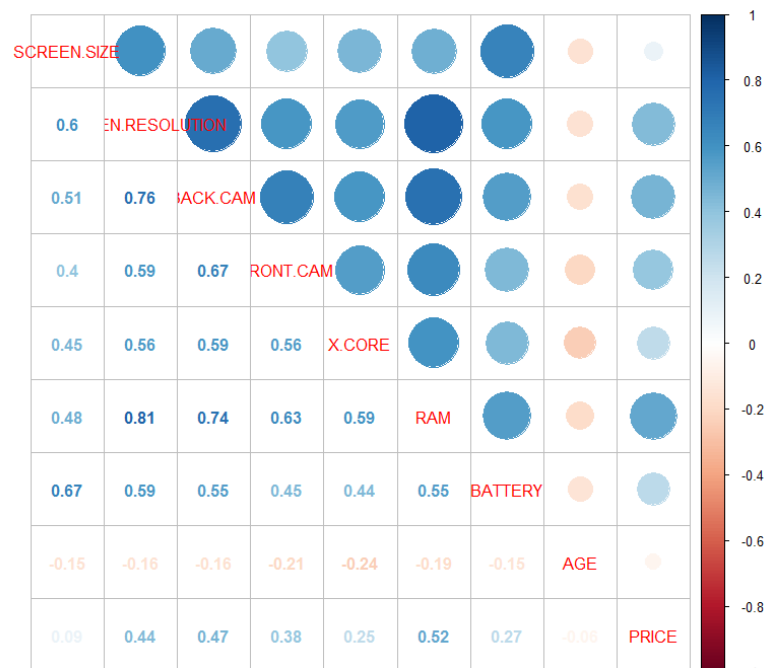 SCREEN.SIZE
0.6 EN.RESOLUTION
0.51 0.76 BACK.CAM
0.4 0.59 0.67 RONT.CAM
0.45 0.56 0.59 0.56 X.CORE
0.48 0.81 0.74 0.63 0.59 RAM
0.67 0.59 0.55 0.45 0.44 0.55 BATTERY
-0.15 -0.16 -0.16 -0.21 -0.24 -0.19 -0.15 AGE
0.09 0.44 0.47 0.38 0.25 0.52 0.27 -0.06 PRICE
1
0.8
0.6
0.4
0.2
0
-0.2
-0.4
-0.6
-0.8